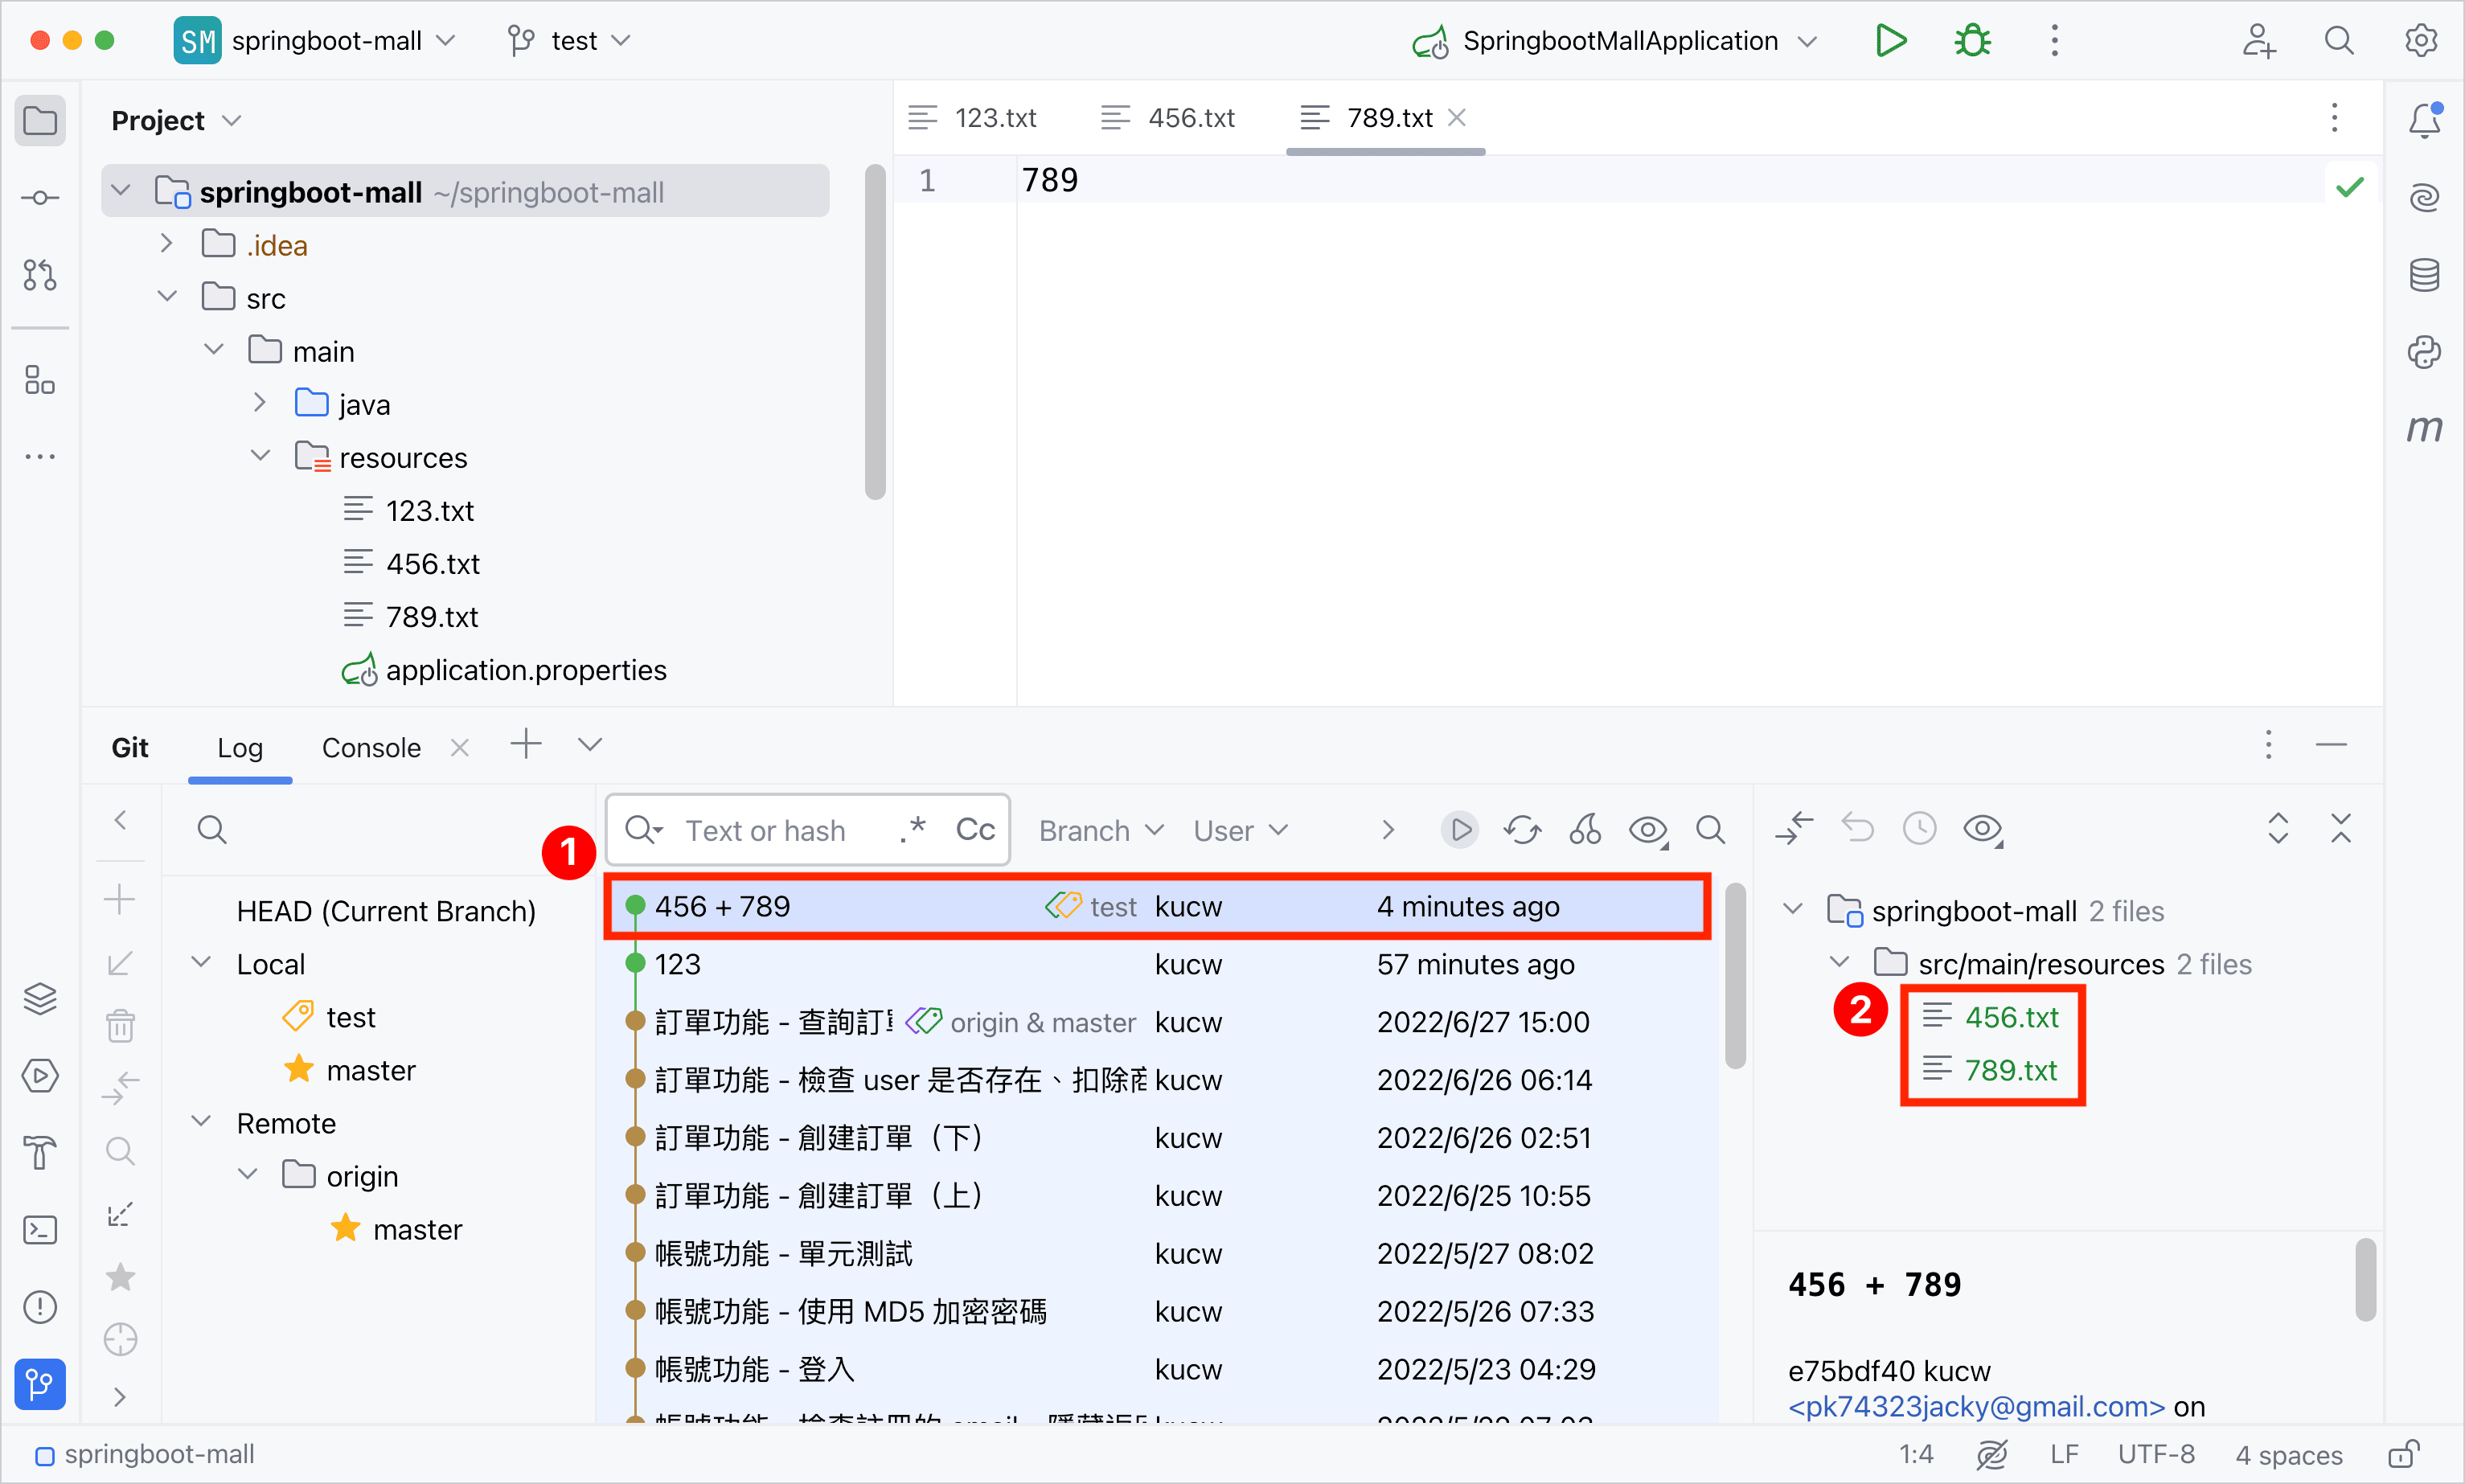 SM springboot-mall test SpringbootMallApplication
Project
springboot-mall ~/springboot-mall
.idea
src
main
java
resources
123.txt
456.txt
789.txt
application.properties
123.txt 456.txt 789.txt
1 789
m
Git Log Console
HEAD (Current Branch)
Local
test
master
Remote
origin
master
1
Text or hash .* Cc Branch User
456 + 789 test kucw 4 minutes ago
123 kucw 57 minutes ago
訂單功能 - 查詢訂 origin & master kucw 2022/6/27 15:00
訂單功能 - 檢查 user 是否存在、扣除 kucw 2022/6/26 06:14
訂單功能 - 創建訂單（下） kucw 2022/6/26 02:51
訂單功能 - 創建訂單（上） kucw 2022/6/25 10:55
帳號功能 - 單元測試 kucw 2022/5/27 08:02
帳號功能 - 使用 MD5 加密密碼 kucw 2022/5/26 07:33
帳號功能 - 登入 kucw 2022/5/23 04:29
springboot-mall 2 files
src/main/resources 2 files
2
456.txt
789.txt
456 + 789
e75bdf40 kucw
<pk74323jacky@gmail.com> on
springboot-mall 1:4 LF UTF-8 4 spaces